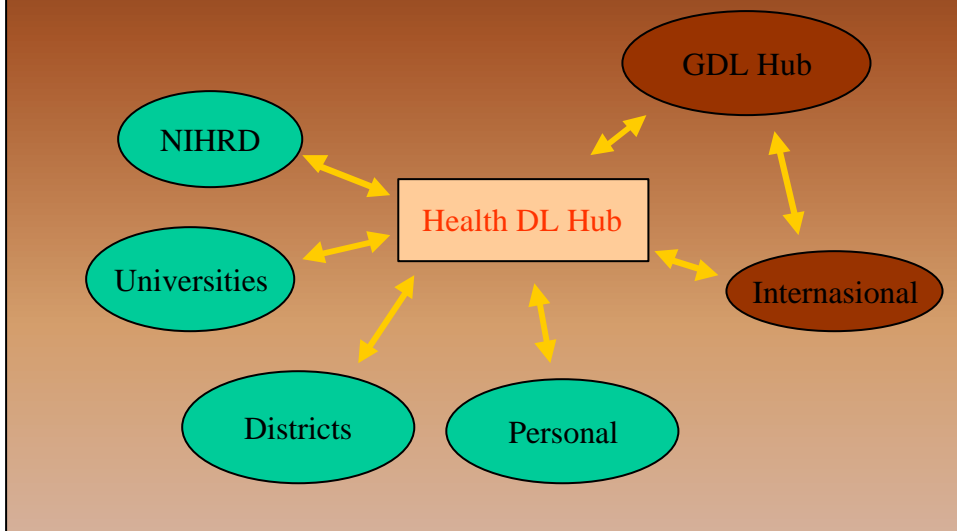 GDL Hub
NIHRD
Health DL Hub
Universities
Internasional
Districts
Personal